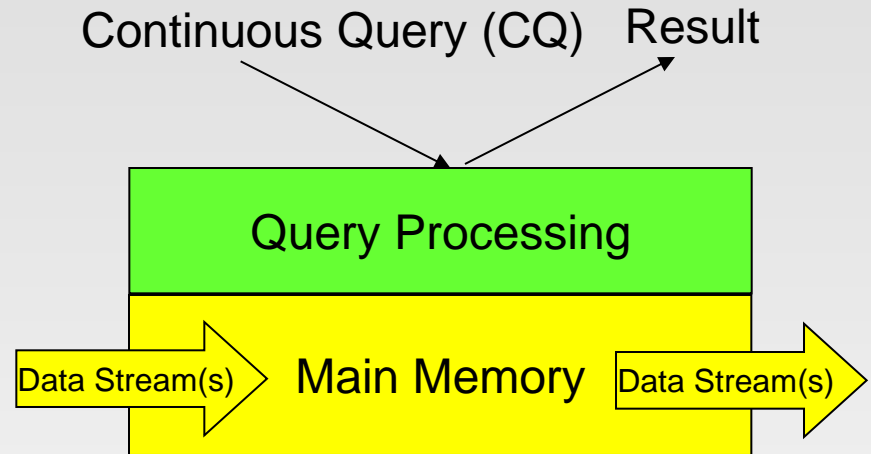 Continuous Query (CQ) Result
Query Processing
Data Stream(s) Main Memory Data Stream(s)